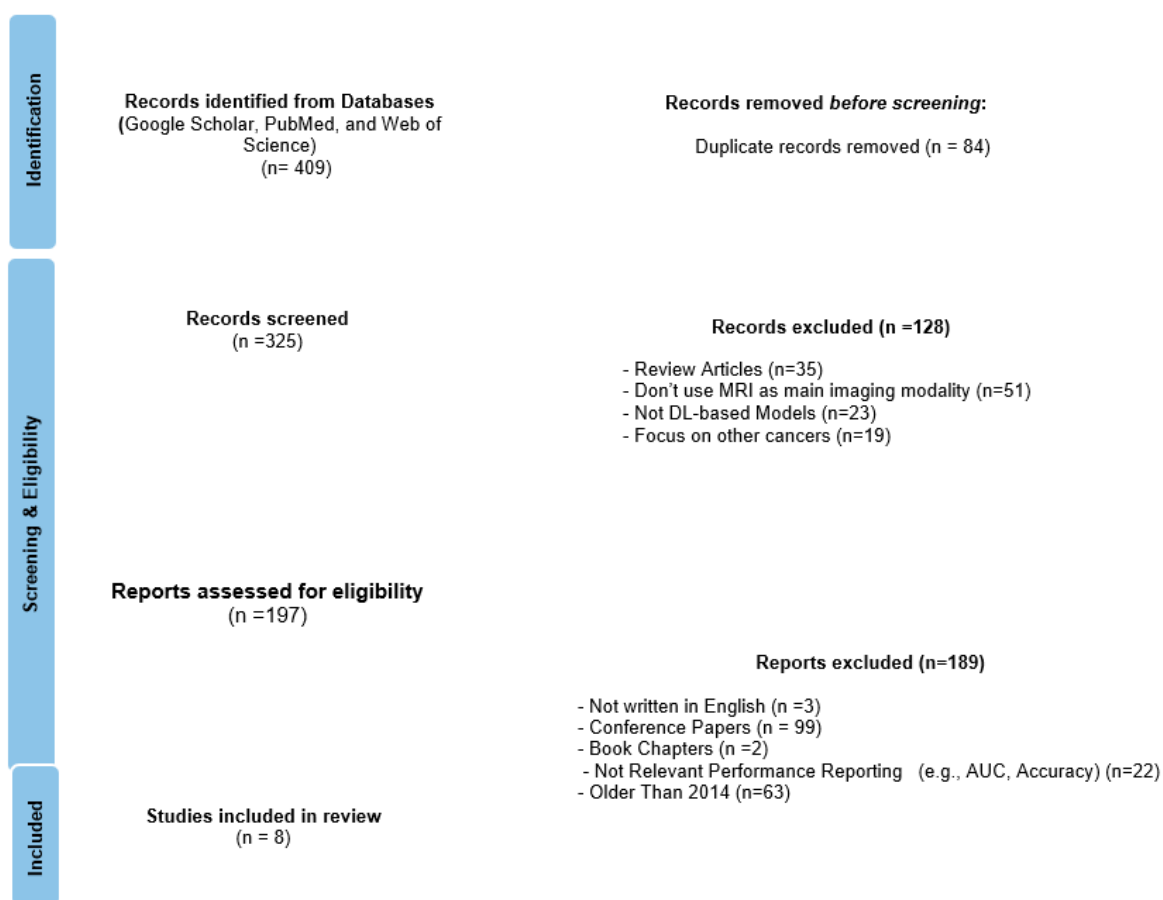 Identification
Records identified from Databases
(Google Scholar, PubMed, and Web of
Science)
(n= 409)
Records removed before screening:
Duplicate records removed (n = 84)
Screening & Eligibility
Records screened
(n =325)
Records excluded (n =128)
- Review Articles (n=35)
- Don't use MRI as main imaging modality (n=51)
- Not DL-based Models (n=23)
- Focus on other cancers (n=19)
Reports assessed for eligibility
(n =197)
Reports excluded (n=189)
- Not written in English (n =3)
- Conference Papers (n = 99)
- Book Chapters (n =2)
- Not Relevant Performance Reporting (e.g., AUC, Accuracy) (n=22)
- Older Than 2014 (n=63)
Included
Studies included in review
(n = 8)